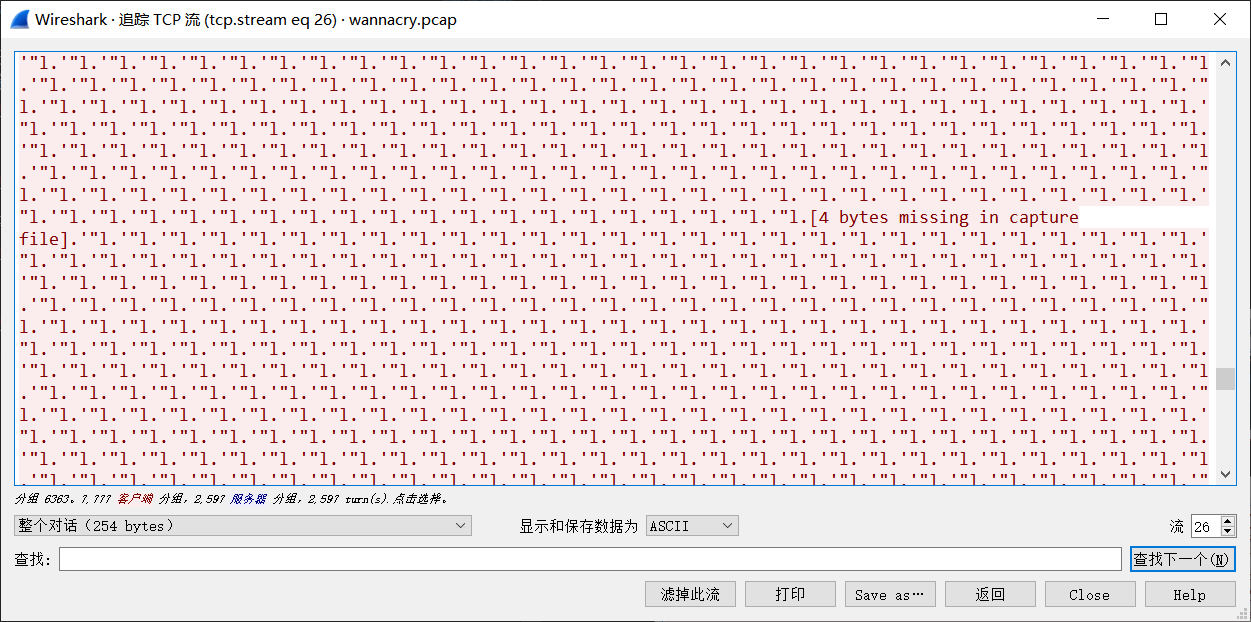 Wireshark · 追踪 TCP 流 (tcp.stream eq 26) · wannacry.pcap
'"l.'"l.'"l.'"l.'"l.'"l.'"l.'"l.'"l.'"l.'"l.'"l.'"l.'"l.'"l.'"l.'"l.'"l.'"l.'"l.'"l.'"l.'"l.'"l.'"l.'"l.'"l.'"l.'"l.'"l
.'"l.'"l.'"l.'"l.'"l.'"l.'"l.'"l.'"l.'"l.'"l.'"l.'"l.'"l.'"l.'"l.'"l.'"l.'"l.'"l.'"l.'"l.'"l.'"l.'"l.'"l.'"l.'"l.'"l.'"
l.'"l.'"l.'"l.'"l.'"l.'"l.'"l.'"l.'"l.'"l.'"l.'"l.'"l.'"l.'"l.'"l.'"l.'"l.'"l.'"l.'"l.'"l.'"l.'"l.'"l.'"l.'"l.'"l.'"l.'
"l.'"l.'"l.'"l.'"l.'"l.'"l.'"l.'"l.'"l.'"l.'"l.'"l.'"l.'"l.'"l.'"l.'"l.'"l.'"l.'"l.'"l.'"l.'"l.'"l.'"l.'"l.'"l.'"l.'"l.
'"l.'"l.'"l.'"l.'"l.'"l.'"l.'"l.'"l.'"l.'"l.'"l.'"l.'"l.'"l.'"l.'"l.'"l.'"l.'"l.'"l.'"l.'"l.'"l.'"l.'"l.'"l.'"l.'"l.'"l
.'"l.'"l.'"l.'"l.'"l.'"l.'"l.'"l.'"l.'"l.'"l.'"l.'"l.'"l.'"l.'"l.'"l.'"l.'"l.'"l.'"l.'"l.'"l.'"l.'"l.'"l.'"l.'"l.'"l.'"
l.'"l.'"l.'"l.'"l.'"l.'"l.'"l.'"l.'"l.'"l.'"l.'"l.'"l.'"l.'"l.'"l.'"l.'"l.'"l.'"l.'"l.'"l.'"l.'"l.'"l.'"l.'"l.'"l.'"l.'
"l.'"l.'"l.'"l.'"l.'"l.'"l.'"l.'"l.'"l.'"l.'"l.'"l.'"l.'"l.'"l.'"l.'"l.'"l.'"l.[4 bytes missing in capture
file].'"l.'"l.'"l.'"l.'"l.'"l.'"l.'"l.'"l.'"l.'"l.'"l.'"l.'"l.'"l.'"l.'"l.'"l.'"l.'"l.'"l.'"l.'"l.'"l.'"l.'"l.'"l.'"l.'
"l.'"l.'"l.'"l.'"l.'"l.'"l.'"l.'"l.'"l.'"l.'"l.'"l.'"l.'"l.'"l.'"l.'"l.'"l.'"l.'"l.'"l.'"l.'"l.'"l.'"l.'"l.'"l.'"l.'"l.
'"l.'"l.'"l.'"l.'"l.'"l.'"l.'"l.'"l.'"l.'"l.'"l.'"l.'"l.'"l.'"l.'"l.'"l.'"l.'"l.'"l.'"l.'"l.'"l.'"l.'"l.'"l.'"l.'"l.'"l
.'"l.'"l.'"l.'"l.'"l.'"l.'"l.'"l.'"l.'"l.'"l.'"l.'"l.'"l.'"l.'"l.'"l.'"l.'"l.'"l.'"l.'"l.'"l.'"l.'"l.'"l.'"l.'"l.'"l.'"
l.'"l.'"l.'"l.'"l.'"l.'"l.'"l.'"l.'"l.'"l.'"l.'"l.'"l.'"l.'"l.'"l.'"l.'"l.'"l.'"l.'"l.'"l.'"l.'"l.'"l.'"l.'"l.'"l.'"l.'
"l.'"l.'"l.'"l.'"l.'"l.'"l.'"l.'"l.'"l.'"l.'"l.'"l.'"l.'"l.'"l.'"l.'"l.'"l.'"l.'"l.'"l.'"l.'"l.'"l.'"l.'"l.'"l.'"l.'"l.
'"l.'"l.'"l.'"l.'"l.'"l.'"l.'"l.'"l.'"l.'"l.'"l.'"l.'"l.'"l.'"l.'"l.'"l.'"l.'"l.'"l.'"l.'"l.'"l.'"l.'"l.'"l.'"l.'"l.'"l
.'"l.'"l.'"l.'"l.'"l.'"l.'"l.'"l.'"l.'"l.'"l.'"l.'"l.'"l.'"l.'"l.'"l.'"l.'"l.'"l.'"l.'"l.'"l.'"l.'"l.'"l.'"l.'"l.'"l.'"
l.'"l.'"l.'"l.'"l.'"l.'"l.'"l.'"l.'"l.'"l.'"l.'"l.'"l.'"l.'"l.'"l.'"l.'"l.'"l.'"l.'"l.'"l.'"l.'"l.'"l.'"l.'"l.'"l.'"l.'
"l.'"l.'"l.'"l.'"l.'"l.'"l.'"l.'"l.'"l.'"l.'"l.'"l.'"l.'"l.'"l.'"l.'"l.'"l.'"l.'"l.'"l.'"l.'"l.'"l.'"l.'"l.'"l.'"l.'"l.
'"l.'"l.'"l.'"l.'"l.'"l.'"l.'"l.'"l.'"l.'"l.'"l.'"l.'"l.'"l.'"l.'"l.'"l.'"l.'"l.'"l.'"l.'"l.'"l.'"l.'"l.'"l.'"l.'"l.'"l
分组 6363。7,777 客户端 分组, 2,597 服务器 分组, 2,597 turn(s).点击选择。
整个对话（254 bytes） 显示和保存数据为 ASCII 流 26
查找: 查找下一个(N)
滤掉此流 打印 Save as… 返回 Close Help